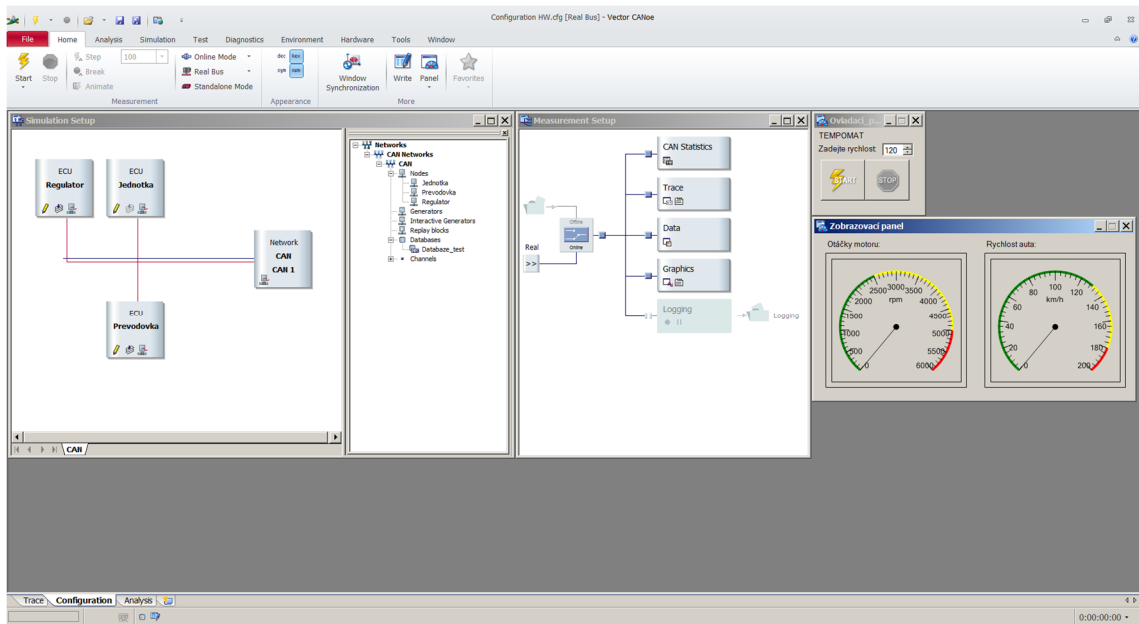 Configuration HW.cfg [Real Bus] - Vector CANoe
File Home Analysis Simulation Test Diagnostics Environment Hardware Tools Window
Start Stop
Step 100
Break
Animate
Online Mode
Real Bus
Standalone Mode
Measurement
dec hex
sym num
Appearance
Window Synchronization
Write Panel
More
Favorites
Simulation Setup
ECU
Regulator
ECU
Jednotka
Network
CAN
CAN 1
ECU
Prevodovka
CAN
Networks
CAN Networks
CAN
Nodes
Jednotka
Prevodovka
Regulator
Generators
Interactive Generators
Replay blocks
Databases
Databaze_test
Channels
Measurement Setup
Offline
Online
Real
>>
CAN Statistics
Trace
Data
Graphics
Logging
Logging
Ovladaci_p...
TEMPOMAT
Zadejte rychlost 120
START
STOP
Zobrazovací panel
Otáčky motoru:
rpm
0 500 1000 1500 2000 2500 3000 3500 4000 4500 5000 5500 6000
Rychlost auta:
km/h
0 20 40 60 80 100 120 140 160 180 200
Trace Configuration Analysis
0:00:00:00